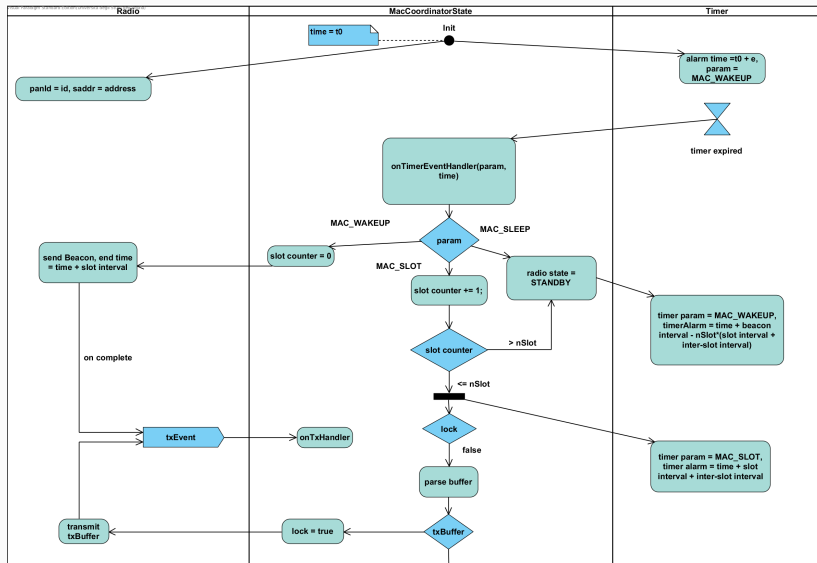 Radio
MacCoordinatorState
Timer
time = t0
Init
alarm time =t0 + e,
param =
MAC_WAKEUP
panId = id, saddr = address
timer expired
onTimerEventHandler(param,
time)
MAC_WAKEUP
MAC_SLEEP
param
send Beacon, end time
= time + slot interval
slot counter = 0
MAC_SLOT
radio state =
STANDBY
slot counter += 1;
timer param = MAC_WAKEUP,
timerAlarm = time + beacon
interval - nSlot*(slot interval +
inter-slot interval)
slot counter
> nSlot
on complete
<= nSlot
lock
txEvent
onTxHandler
false
timer param = MAC_SLOT,
timer alarm = time + slot
interval + inter-slot interval
parse buffer
transmit
txBuffer
lock = true
txBuffer